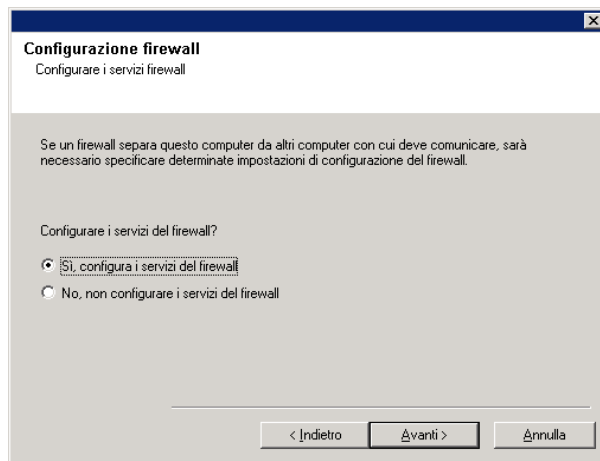 Configurazione firewall
Configurare i servizi firewall
Se un firewall separa questo computer da altri computer con cui deve comunicare, sarà
necessario specificare determinate impostazioni di configurazione del firewall.
Configurare i servizi del firewall?
Sì, configura i servizi del firewall
No, non configurare i servizi del firewall
< Indietro Avanti > Annulla